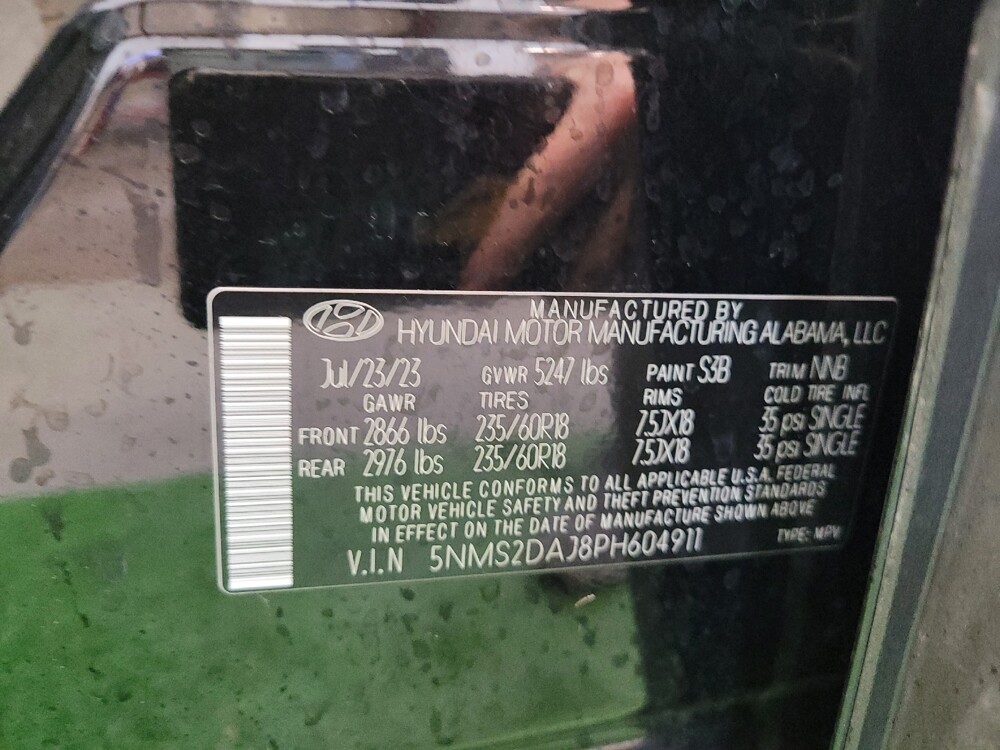 MANUFACTURED BY
HYUNDAI MOTOR MANUFACTURING ALABAMA, LLC
Jul/23/23 GVWR 5247 lbs PAINT S3B TRIM NNB
GAWR TIRES RIMS COLD TIRE INFL
FRONT 2866 lbs 235/60R18 7.5JX18 35 psi SINGLE
REAR 2976 lbs 235/60R18 7.5JX18 35 psi SINGLE
THIS VEHICLE CONFORMS TO ALL APPLICABLE U.S.A. FEDERAL
MOTOR VEHICLE SAFETY AND THEFT PREVENTION STANDARDS
IN EFFECT ON THE DATE OF MANUFACTURE SHOWN ABOVE
V.I.N 5NMS2DAJ8PH604911 TYPE: MPV